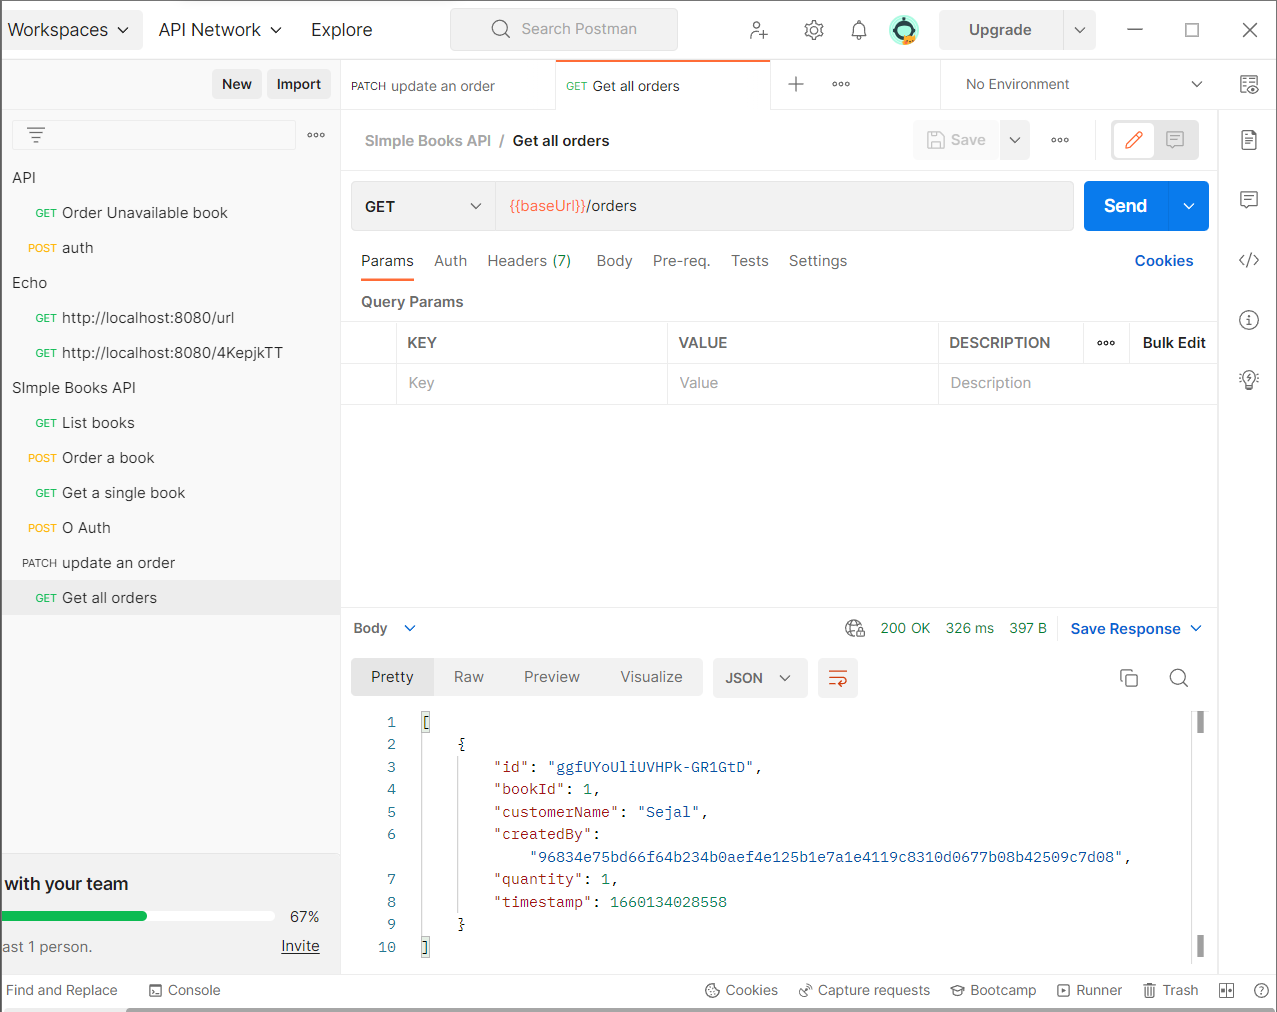 Workspaces API Network Explore Search Postman Upgrade
New Import PATCH update an order GET Get all orders No Environment
SImple Books API / Get all orders Save
API
GET Order Unavailable book
POST auth
Echo
GET http://localhost:8080/url
GET http://localhost:8080/4KepjkTT
SImple Books API
GET List books
POST Order a book
GET Get a single book
POST O Auth
PATCH update an order
GET Get all orders
with your team
67%
ast 1 person. Invite
GET {{baseUrl}}/orders Send
Params Auth Headers (7) Body Pre-req. Tests Settings Cookies
Query Params
KEY VALUE DESCRIPTION Bulk Edit
Key Value Description
Body 200 OK 326 ms 397 B Save Response
Pretty Raw Preview Visualize JSON
1 [
2 {
3 "id": "ggfUYoUliUVHPk-GR1GtD",
4 "bookId": 1,
5 "customerName": "Sejal",
6 "createdBy":
"96834e75bd66f64b234b0aef4e125b1e7a1e4119c8310d0677b08b42509c7d08",
7 "quantity": 1,
8 "timestamp": 1660134028558
9 }
10 ]
Find and Replace Console Cookies Capture requests Bootcamp Runner Trash